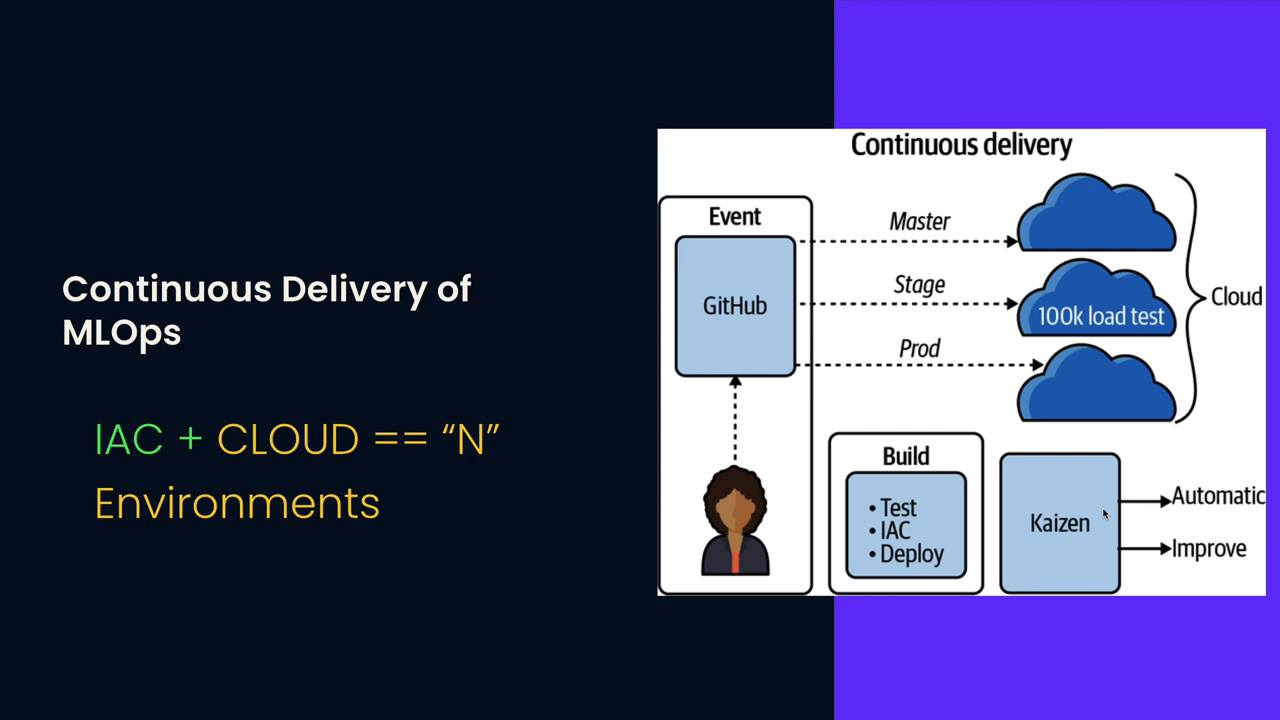 Continuous Delivery of
MLOps
IAC + CLOUD == “N”
Environments
Continuous delivery
Event
GitHub
Master
Stage
Prod
100k load test
Cloud
Build
• Test
• IAC
• Deploy
Kaizen
Automatic
Improve